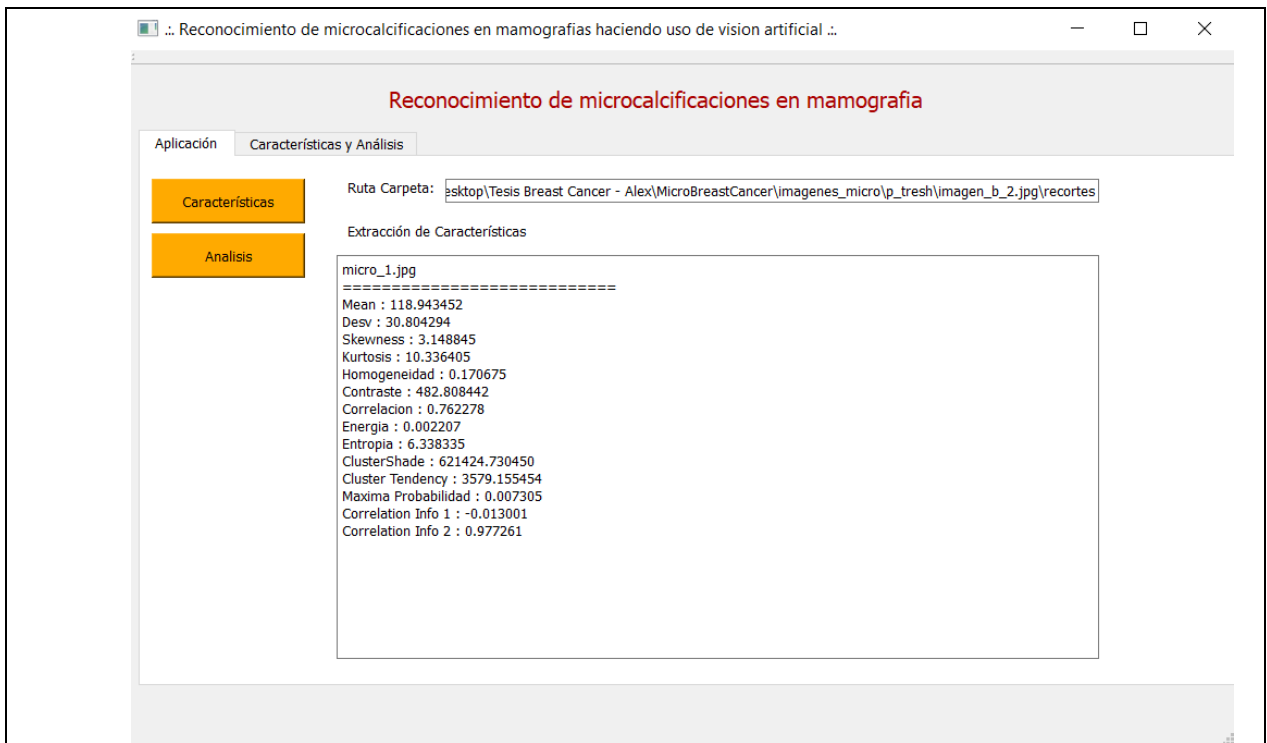 .:. Reconocimiento de microcalcificaciones en mamografias haciendo uso de vision artificial .:.
Reconocimiento de microcalcificaciones en mamografia
Aplicación
Características y Análisis
Características
Analisis
Ruta Carpeta:
esktop\Tesis Breast Cancer - Alex\MicroBreastCancer\imagenes_micro\p_tresh\imagen_b_2.jpg\recortes
Extracción de Características
micro_1.jpg
============================
Mean : 118.943452
Desv : 30.804294
Skewness : 3.148845
Kurtosis : 10.336405
Homogeneidad : 0.170675
Contraste : 482.808442
Correlacion : 0.762278
Energia : 0.002207
Entropia : 6.338335
ClusterShade : 621424.730450
Cluster Tendency : 3579.155454
Maxima Probabilidad : 0.007305
Correlation Info 1 : -0.013001
Correlation Info 2 : 0.977261